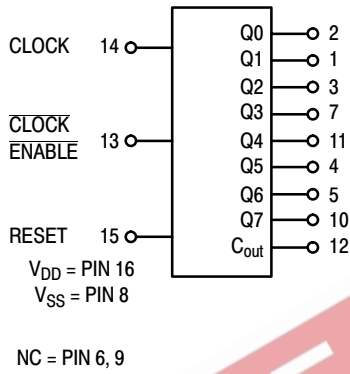 CLOCK 14 Q0 2
Q1 1
Q2 3
Q3 7
CLOCK
ENABLE 13 Q4 11
Q5 4
Q6 5
Q7 10
RESET 15 Cout 12
VDD = PIN 16
VSS = PIN 8
NC = PIN 6, 9